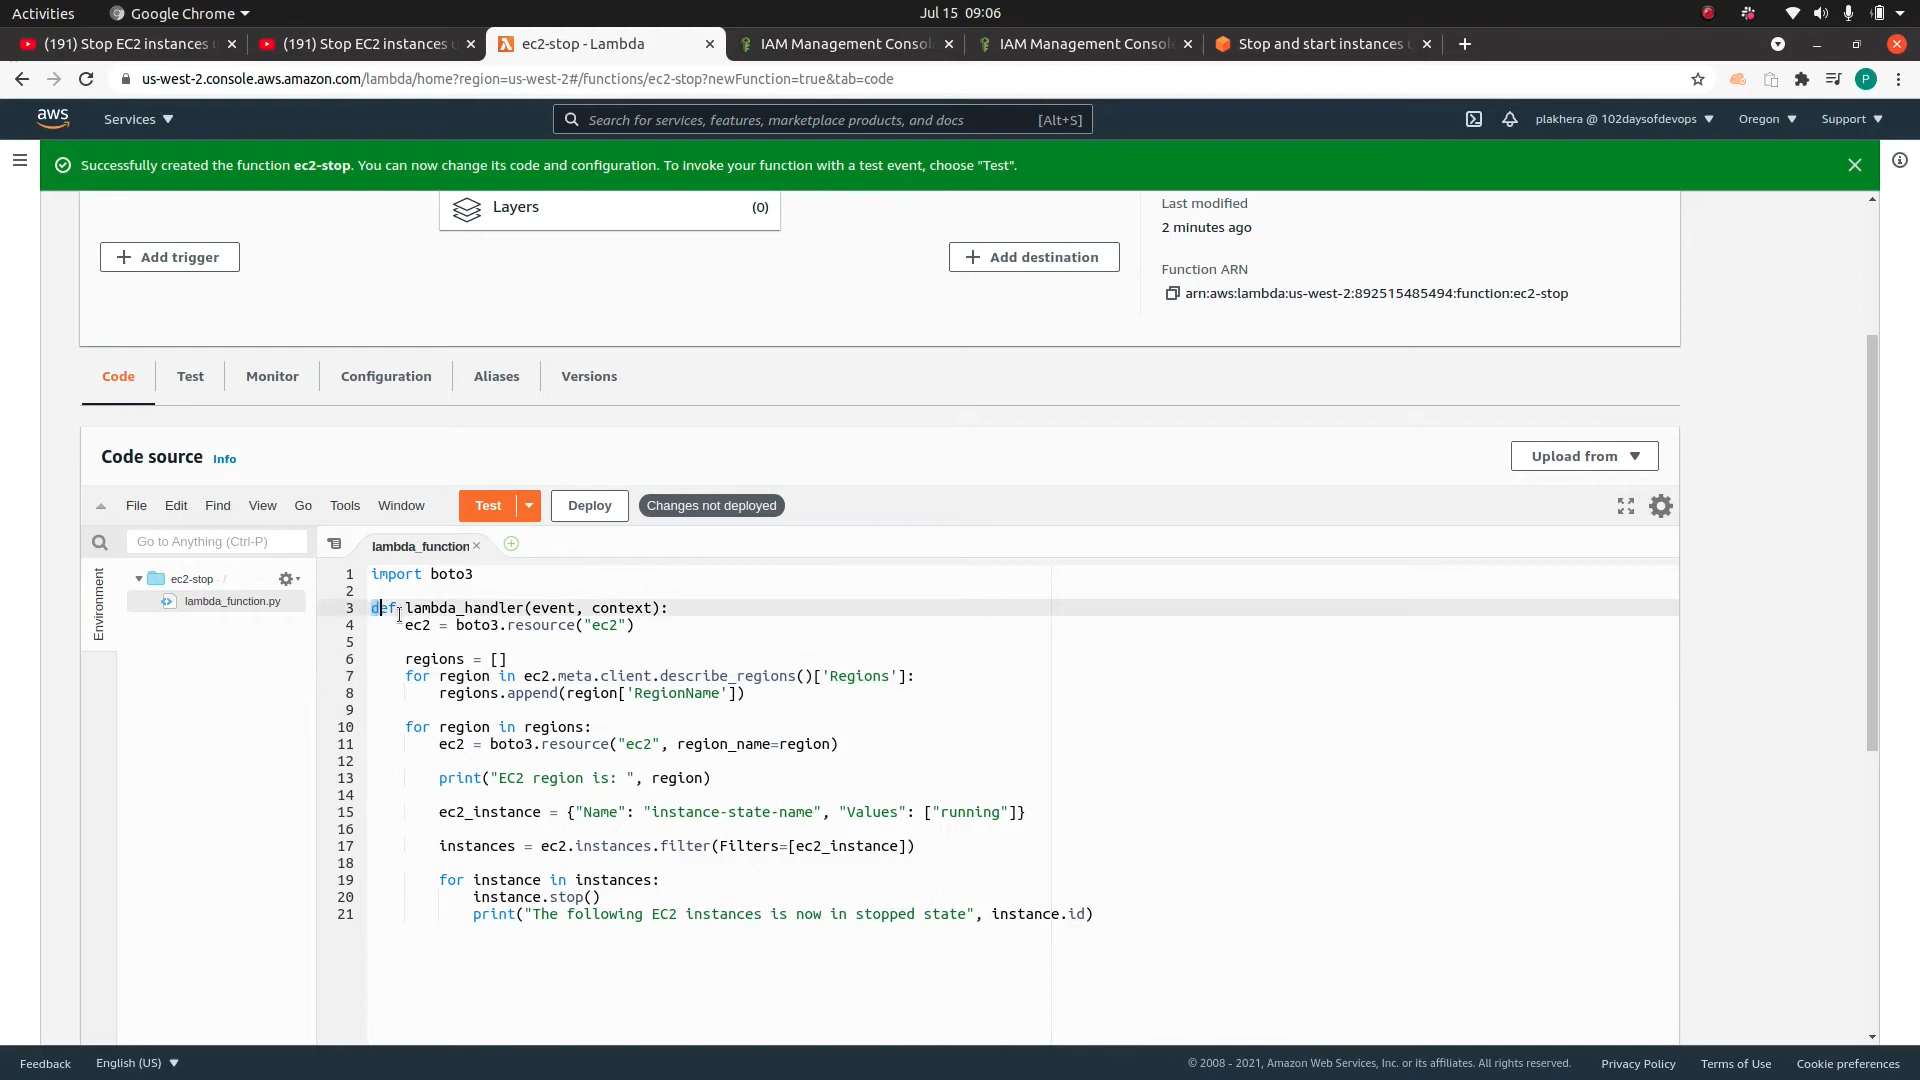 Activities
Google Chrome
Jul 15 09:06
(191) Stop EC2 instances
(191) Stop EC2 instances
ec2-stop - Lambda
IAM Management Consol
IAM Management Consol
Stop and start instances
us-west-2.console.aws.amazon.com/lambda/home?region=us-west-2#/functions/ec2-stop?newFunction=true&tab=code
P
aws
Services
Search for services, features, marketplace products, and docs
[Alt+S]
plakhera @ 102daysofdevops
Oregon
Support
Successfully created the function ec2-stop. You can now change its code and configuration. To invoke your function with a test event, choose "Test".
Layers
(0)
Last modified
2 minutes ago
Add trigger
Add destination
Function ARN
arn:aws:lambda:us-west-2:892515485494:function:ec2-stop
Code
Test
Monitor
Configuration
Aliases
Versions
Code source Info
Upload from
File Edit Find View Go Tools Window
Test
Deploy
Changes not deployed
Go to Anything (Ctrl-P)
lambda_function
Environment
ec2-stop - /
lambda_function.py
1 import boto3
2
3 def lambda_handler(event, context):
4 ec2 = boto3.resource("ec2")
5
6 regions = []
7 for region in ec2.meta.client.describe_regions()['Regions']:
8 regions.append(region['RegionName'])
9
10 for region in regions:
11 ec2 = boto3.resource("ec2", region_name=region)
12
13 print("EC2 region is: ", region)
14
15 ec2_instance = {"Name": "instance-state-name", "Values": ["running"]}
16
17 instances = ec2.instances.filter(Filters=[ec2_instance])
18
19 for instance in instances:
20 instance.stop()
21 print("The following EC2 instances is now in stopped state", instance.id)
Feedback
English (US)
© 2008 - 2021, Amazon Web Services, Inc. or its affiliates. All rights reserved.
Privacy Policy
Terms of Use
Cookie preferences